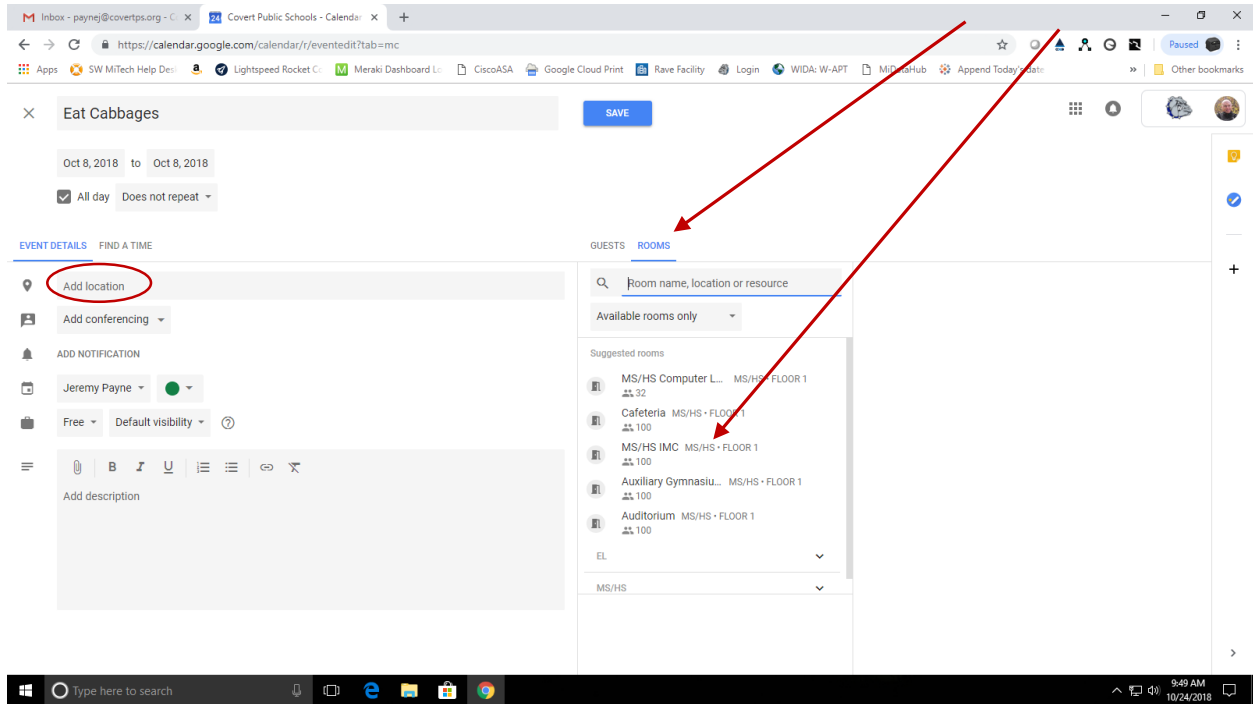 Inbox - paynej@covertps.org - C
24 Covert Public Schools - Calendar
https://calendar.google.com/calendar/r/eventedit?tab=mc
Paused
Apps SW MiTech Help Des a Lightspeed Rocket Co M Meraki Dashboard Lo CiscoASA Google Cloud Print Rave Facility Login WIDA: W-APT MiDataHub Append Today's date » Other bookmarks
Eat Cabbages
SAVE
Oct 8, 2018 to Oct 8, 2018
All day Does not repeat
EVENT DETAILS FIND A TIME
GUESTS ROOMS
Add location
Room name, location or resource
Add conferencing
Available rooms only
ADD NOTIFICATION
Suggested rooms
Jeremy Payne
MS/HS Computer L... MS/HS • FLOOR 1
32
Free Default visibility ?
Cafeteria MS/HS • FLOOR 1
100
MS/HS IMC MS/HS • FLOOR 1
100
B I U
Add description
Auxiliary Gymnasiu... MS/HS • FLOOR 1
100
Auditorium MS/HS • FLOOR 1
100
EL
MS/HS
Type here to search
9:49 AM
10/24/2018